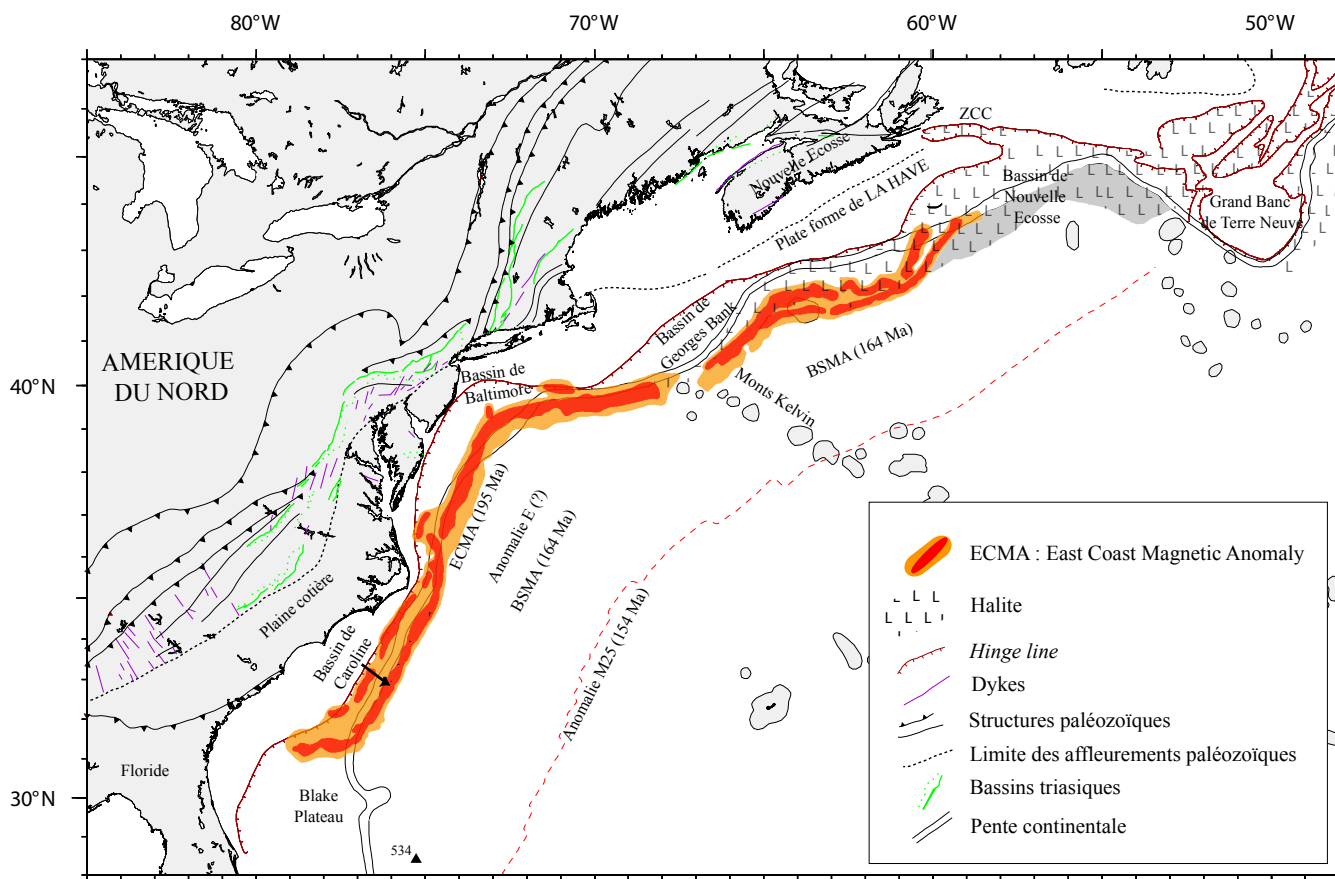 80°W
70°W
60°W
50°W
40°N
30°N
AMÉRIQUE
DU NORD
Floride
Plaine cotière
Blake
Plateau
534
Bassin de
Caroline
Bassin de
Baltimore
Bassin de
Georges Bank
Plate forme de LA HAVE
Nouvelle Ecosse
ZCC
Bassin de
Nouvelle
Ecosse
Grand Banc
de Terre Neuve
Monts Kelvin
BSMA (164 Ma)
ECMA (195 Ma)
Anomalie E (?)
BSMA (164 Ma)
Anomalie M25 (154 Ma)
ECMA : East Coast Magnetic Anomaly
Halite
Hinge line
Dykes
Structures paléozoïques
Limite des affleurements paléozoïques
Bassins triasiques
Pente continentale